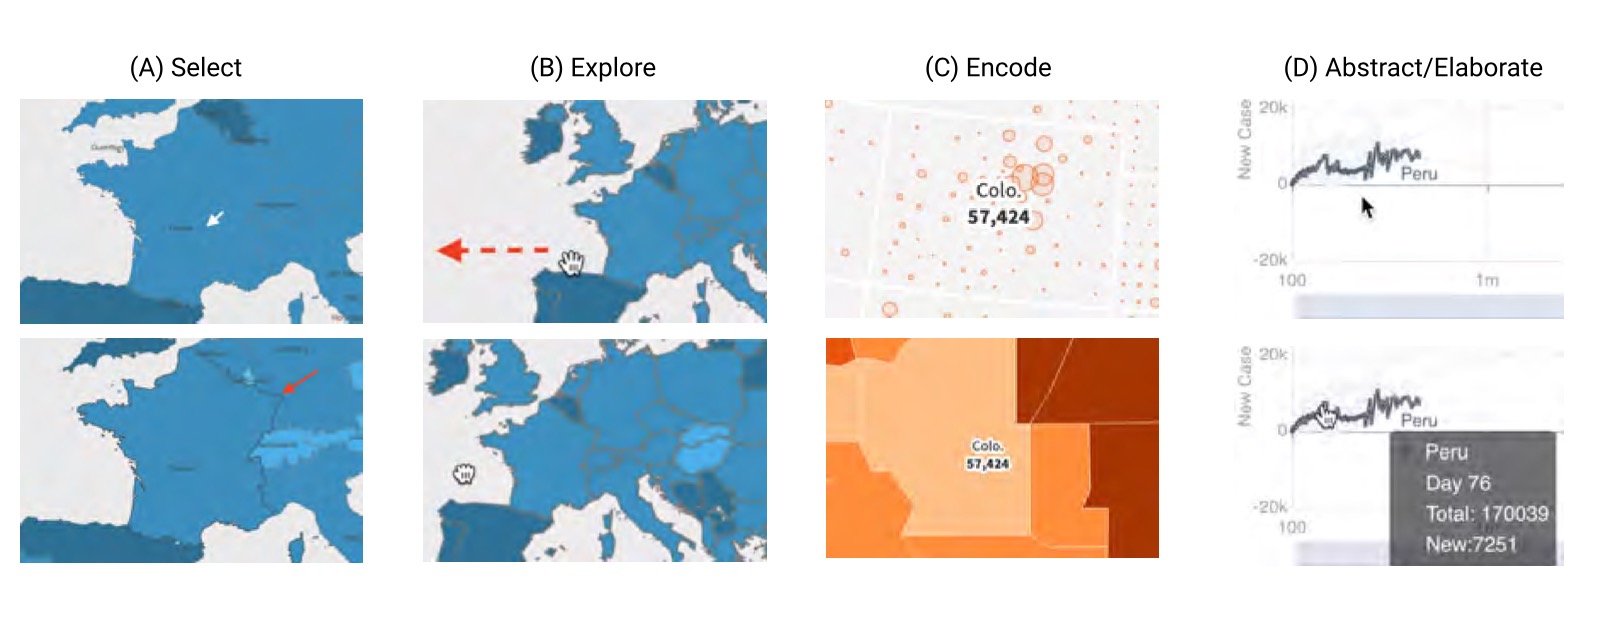 (A) Select
(B) Explore
(C) Encode
(D) Abstract/Elaborate
Colo.
57,424
New Case
20k
0
-20k
100
1m
Peru
Colo.
57,424
New Case
20k
0
-20k
100
Peru
Peru
Day 76
Total: 170039
New:7251